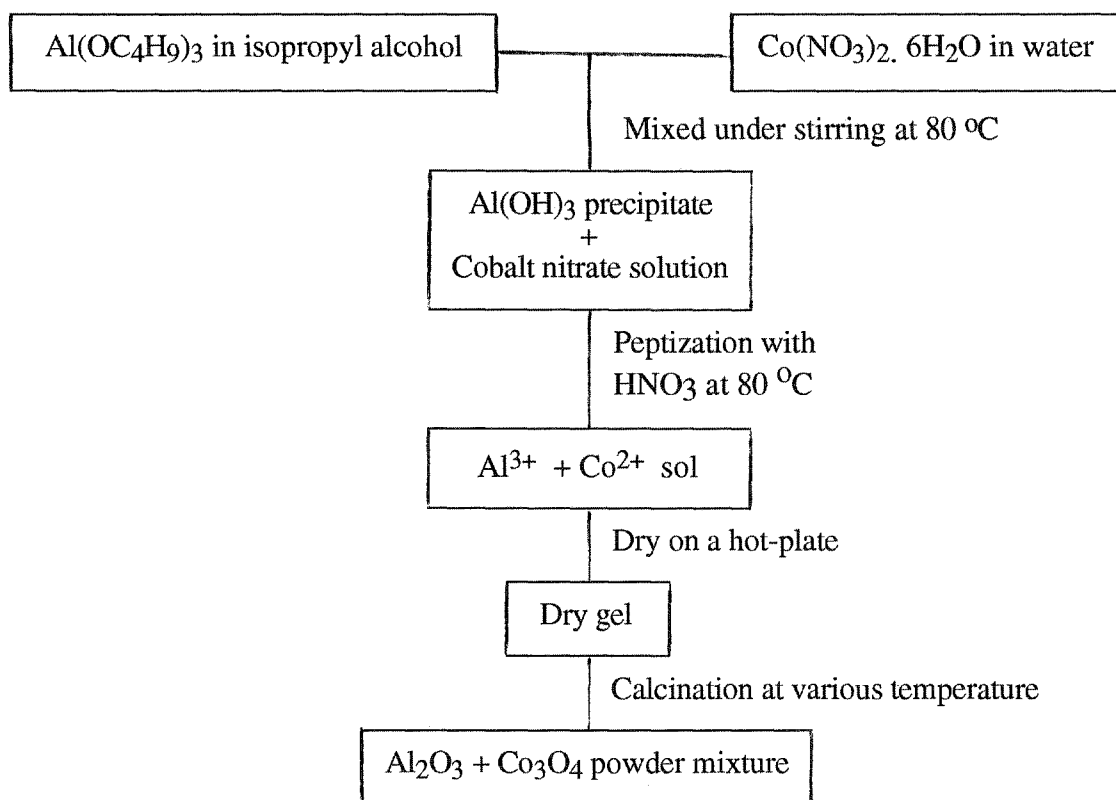 Al(OC4H9)3 in isopropyl alcohol
Co(NO3)2. 6H2O in water
Mixed under stirring at 80 ºC
Al(OH)3 precipitate
+
Cobalt nitrate solution
Peptization with
HNO3 at 80 ºC
Al3+ + Co2+ sol
Dry on a hot-plate
Dry gel
Calcination at various temperature
Al2O3 + Co3O4 powder mixture